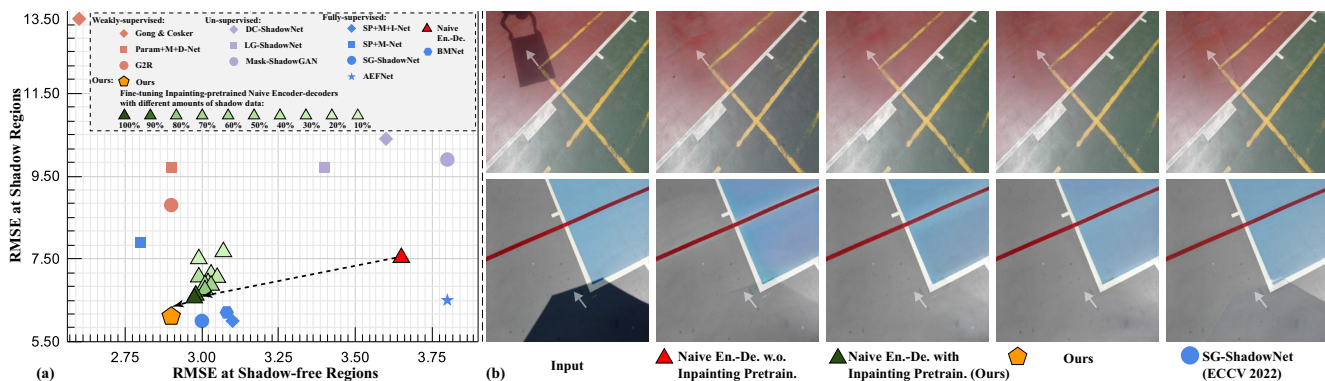 13.50
11.50
9.50
7.50
5.50
RMSE at Shadow Regions
Weakly-supervised:
Gong & Cosker
Param+M+D-Net
G2R
Ours:
Ours
Un-supervised:
DC-ShadowNet
LG-ShadowNet
Mask-ShadowGAN
Fully-supervised:
SP+M+I-Net
SP+M-Net
SG-ShadowNet
AEFNet
Naive
En.-De.
BMNet
Fine-tuning Inpainting-pretrained Naive Encoder-decoders
with different amounts of shadow data:
100% 90% 80% 70% 60% 50% 40% 30% 20% 10%
2.75 3.00 3.25 3.50 3.75
(a)
RMSE at Shadow-free Regions
(b)
Input
Naive En.-De. w.o.
Inpainting Pretrain.
Naive En.-De. with
Inpainting Pretrain. (Ours)
Ours
SG-ShadowNet
(ECCV 2022)